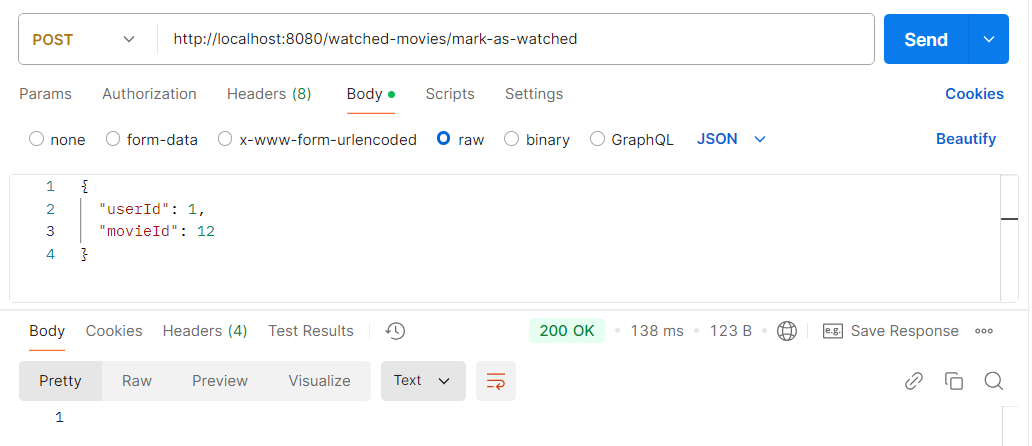 POST http://localhost:8080/watched-movies/mark-as-watched Send
Params Authorization Headers (8) Body Scripts Settings Cookies
none form-data x-www-form-urlencoded raw binary GraphQL JSON Beautify
1 {
2 "userId": 1,
3 "movieId": 12
4 }
Body Cookies Headers (4) Test Results 200 OK 138 ms 123 B e.g. Save Response
Pretty Raw Preview Visualize Text
1